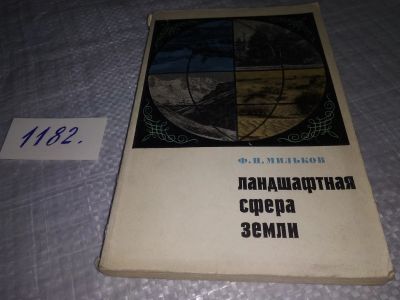 1182.
Ф. Н. МИЛЬКОВ
ландшафтная
сфера
земли